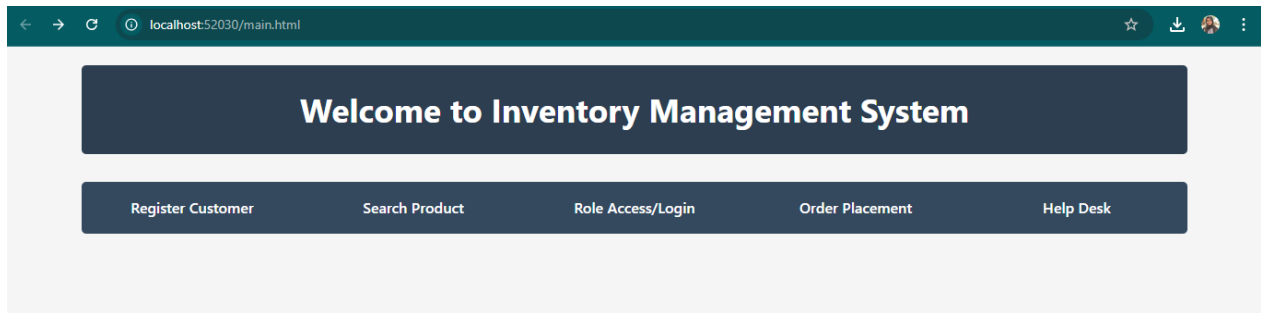 localhost:52030/main.html
Welcome to Inventory Management System
Register Customer Search Product Role Access/Login Order Placement Help Desk